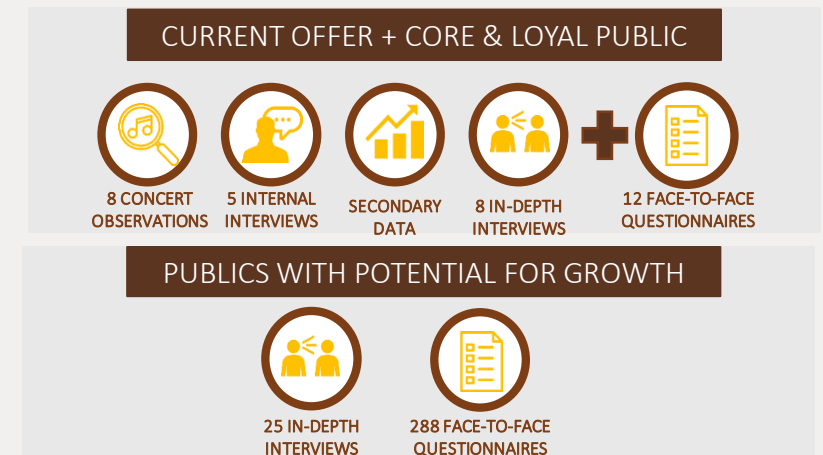 CURRENT OFFER + CORE & LOYAL PUBLIC
8 CONCERT
OBSERVATIONS
5 INTERNAL
INTERVIEWS
SECONDARY
DATA
8 IN-DEPTH
INTERVIEWS
12 FACE-TO-FACE
QUESTIONNAIRES
PUBLICS WITH POTENTIAL FOR GROWTH
25 IN-DEPTH
INTERVIEWS
288 FACE-TO-FACE
QUESTIONNAIRES